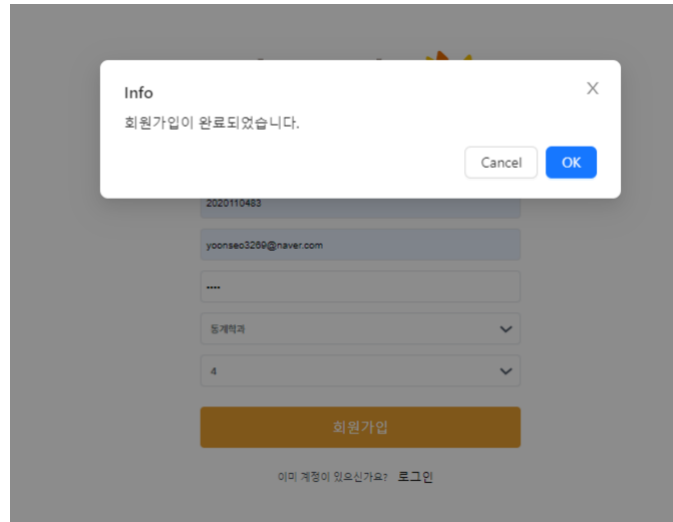 Info
X
회원가입이 완료되었습니다.
Cancel
OK
2020110483
yoonseo3269@naver.com
••••
통계학과
4
회원가입
이미 계정이 있으신가요? 로그인